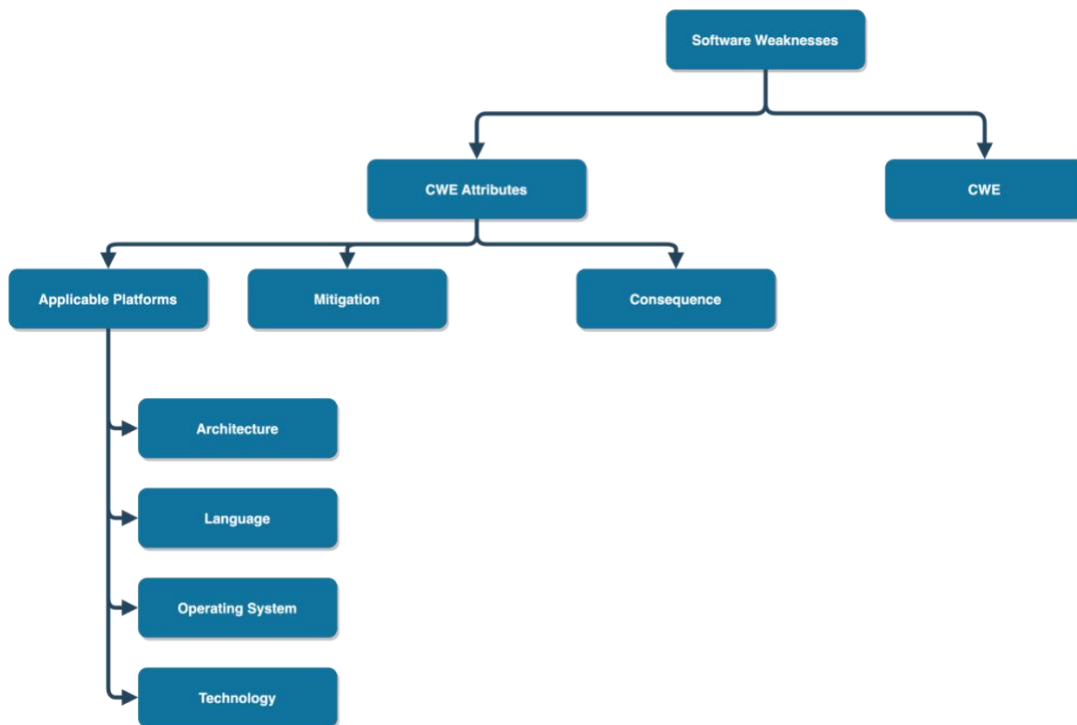 Software Weaknesses
CWE Attributes
CWE
Applicable Platforms
Mitigation
Consequence
Architecture
Language
Operating System
Technology